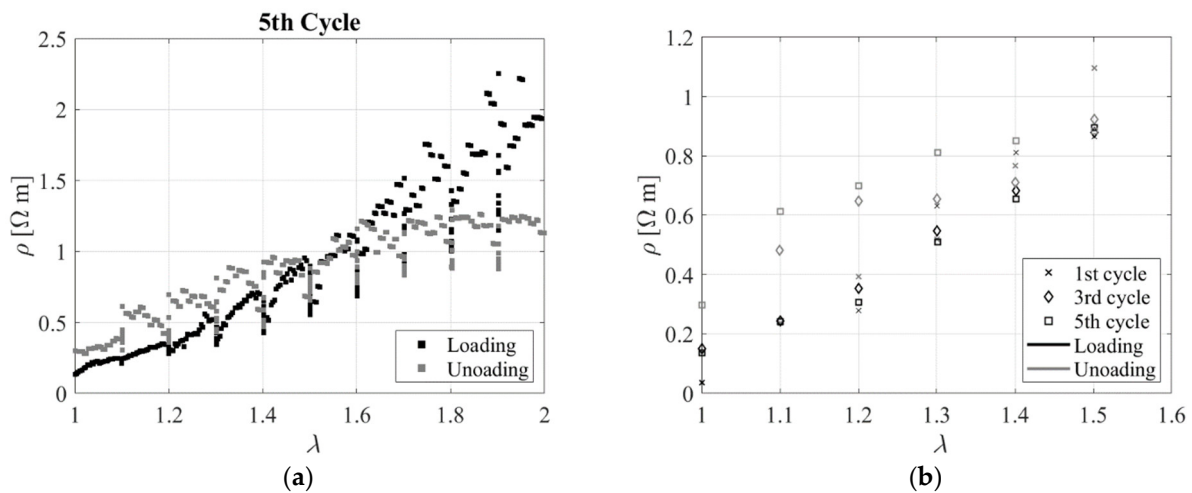 5th Cycle
2.5
2
1.5
1
0.5
0
ρ [Ω m]
1
1.2
1.4
1.6
1.8
2
λ
Loading
Unoading
(a)
1.2
1
0.8
0.6
0.4
0.2
0
ρ [Ω m]
1
1.1
1.2
1.3
1.4
1.5
1.6
λ
1st cycle
3rd cycle
5th cycle
Loading
Unoading
(b)